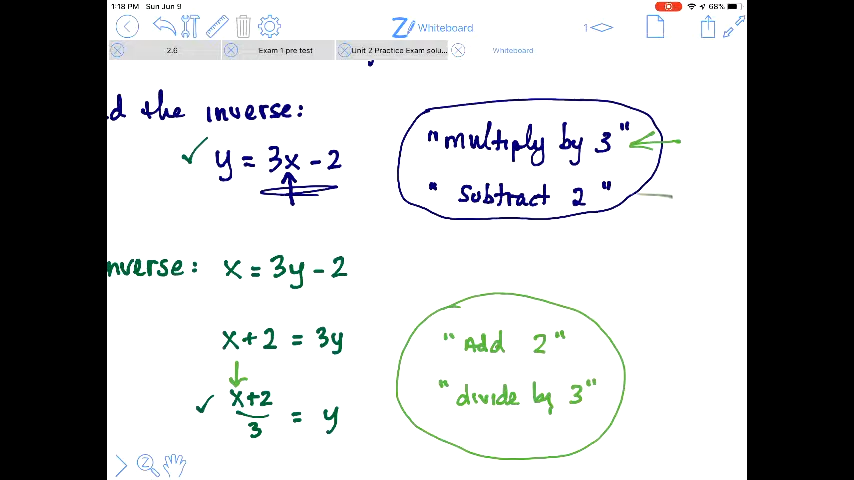 1:18 PM Sun Jun 9
68%
Whiteboard
1
2.6
Exam 1 pre test
Unit 2 Practice Exam solu...
Whiteboard
d the inverse:
y = 3x - 2
"multiply by 3"
"Subtract 2"
nverse: x = 3y - 2
x + 2 = 3y
"Add 2"
"divide by 3"
x+2
3
= y